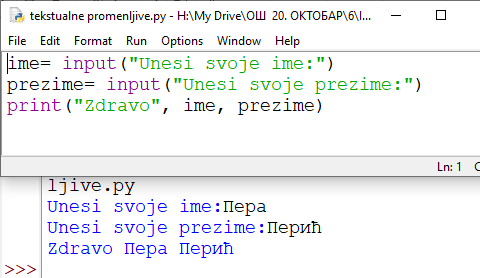 tekstualne promenljive.py - H:\My Drive\ОШ 20. ОКТОБАР\6\I...
File Edit Format Run Options Window Help
ime= input("Unesi svoje ime:")
prezime= input("Unesi svoje prezime:")
print("Zdravo", ime, prezime)
Ln: 1
ljive.py
Unesi svoje ime:Пера
Unesi svoje prezime:Перић
Zdravo Пера Перић
>>>